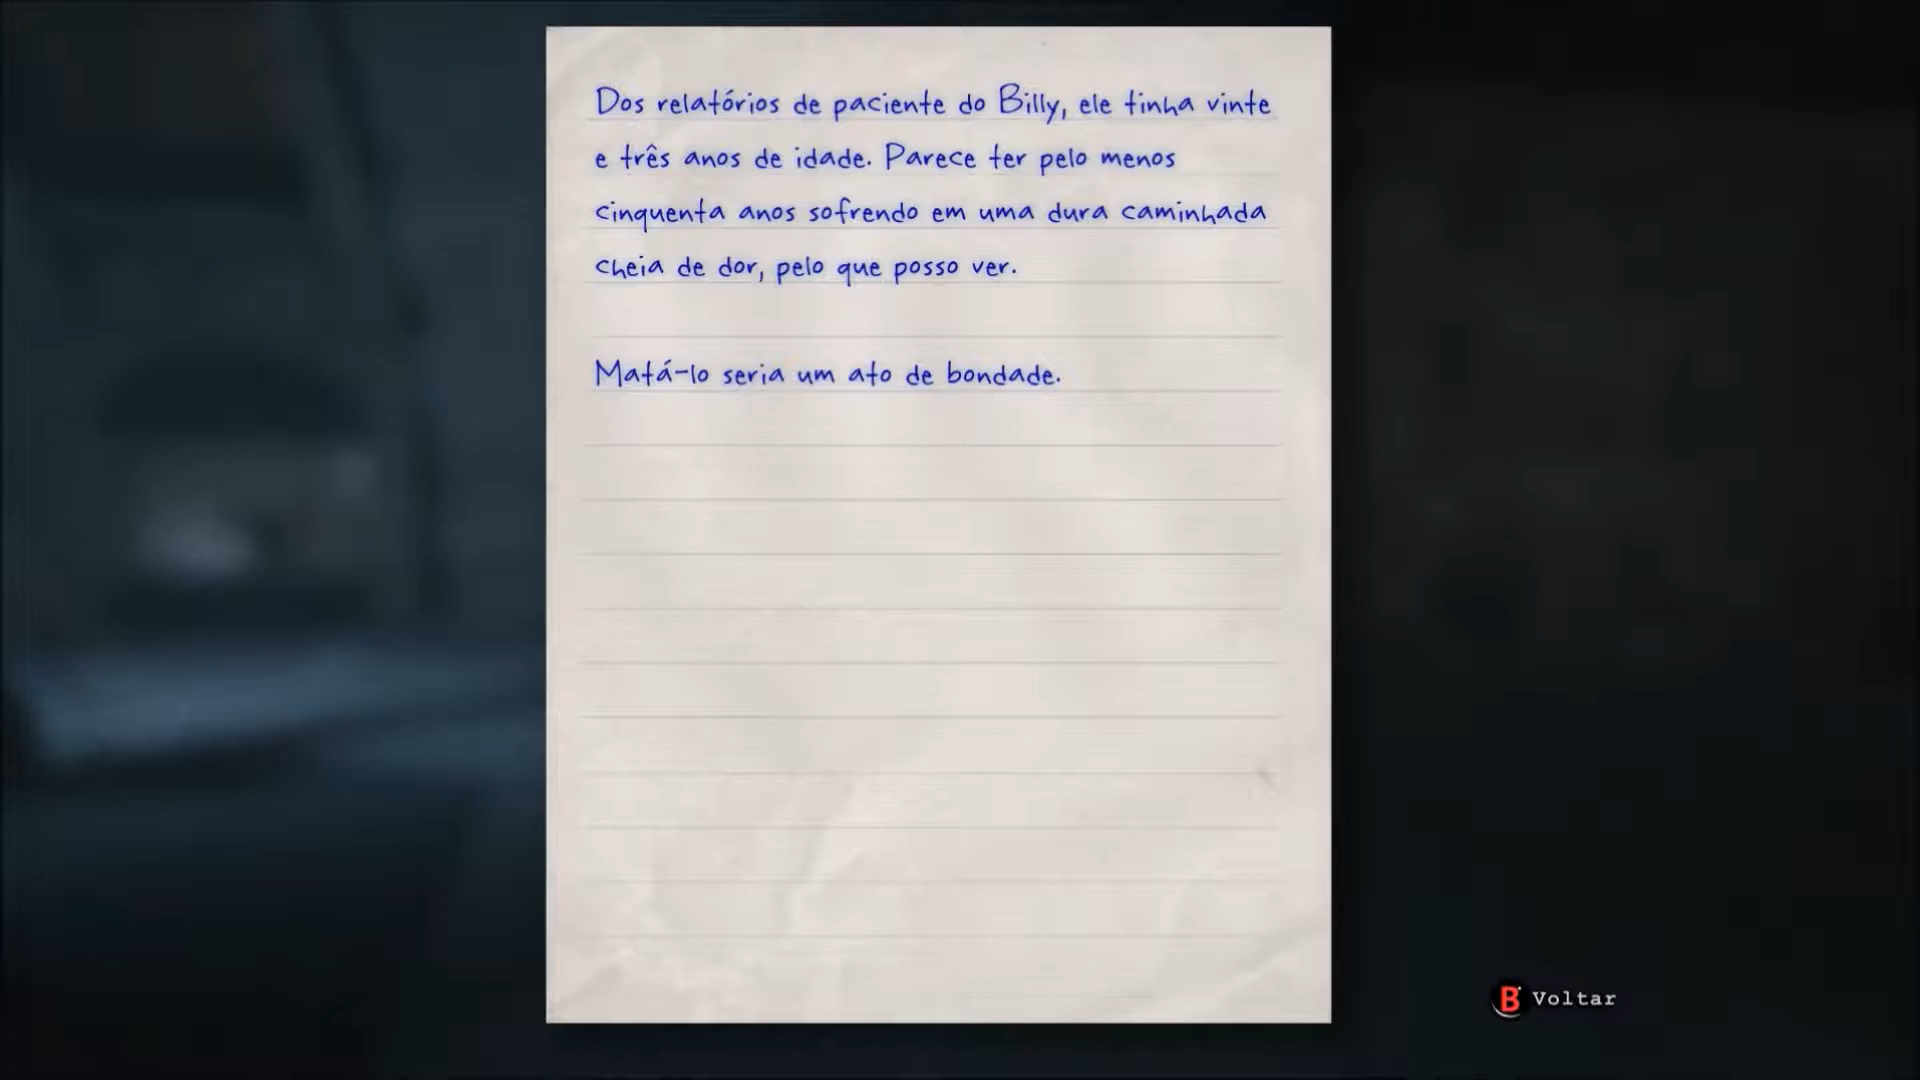 Dos relatórios de paciente do Billy, ele tinha vinte
e três anos de idade. Parece ter pelo menos
cinquenta anos sofrendo em uma dura caminhada
cheia de dor, pelo que posso ver.
Matá-lo seria um ato de bondade.
B Voltar